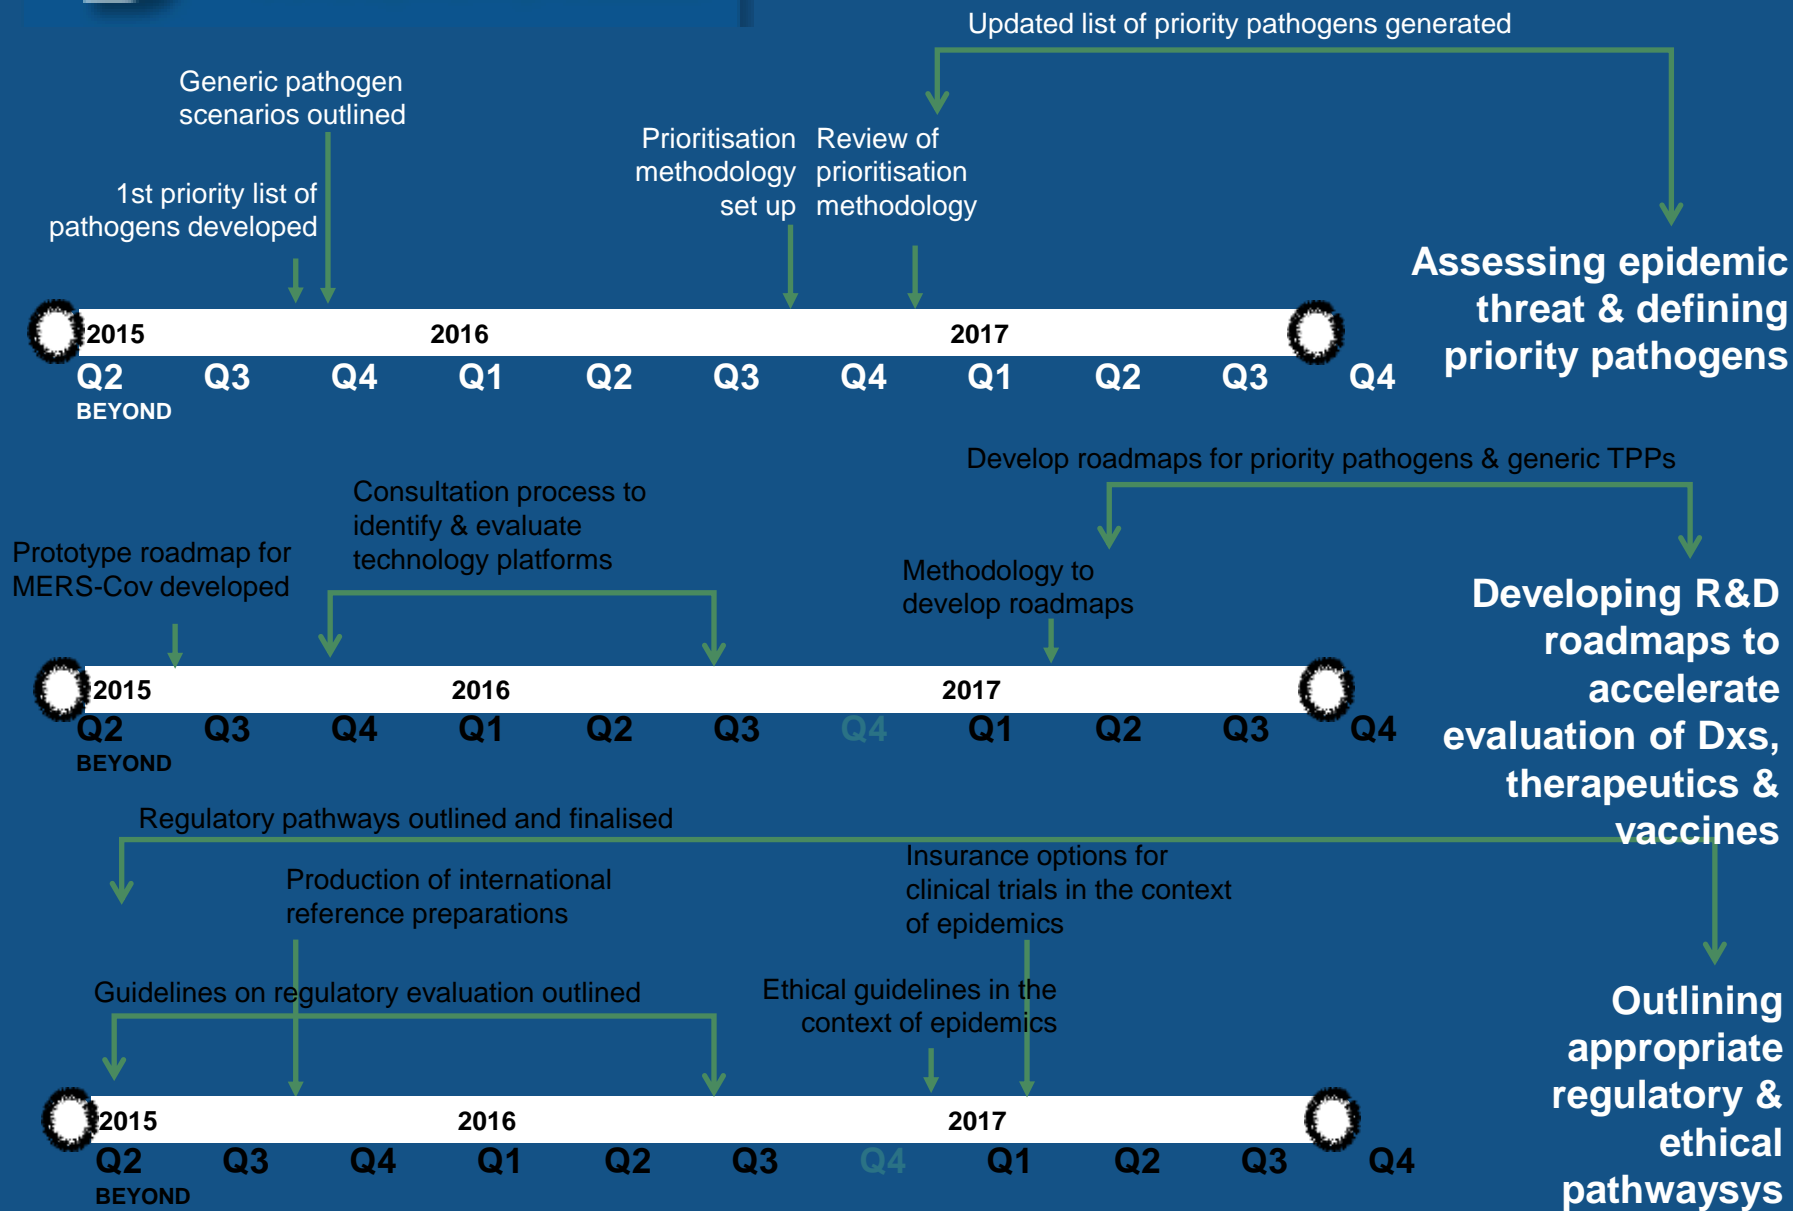 Updated list of priority pathogens generated
Generic pathogen
scenarios outlined
1st priority list of
pathogens developed
Prioritisation
methodology
set up
Review of
prioritisation
methodology
Assessing epidemic
threat & defining
priority pathogens
2015 2016 2017
Q2 Q3 Q4 Q1 Q2 Q3 Q4 Q1 Q2 Q3 Q4
BEYOND
Develop roadmaps for priority pathogens & generic TPPs
Consultation process to
identify & evaluate
technology platforms
Prototype roadmap for
MERS-Cov developed
Methodology to
develop roadmaps
Developing R&D
roadmaps to
accelerate
evaluation of Dxs,
therapeutics &
vaccines
2015 2016 2017
Q2 Q3 Q4 Q1 Q2 Q3 Q4 Q1 Q2 Q3 Q4
BEYOND
Regulatory pathways outlined and finalised
Production of international
reference preparations
Insurance options for
clinical trials in the context
of epidemics
Guidelines on regulatory evaluation outlined
Ethical guidelines in the
context of epidemics
Outlining
appropriate
regulatory &
ethical
pathwaysys
2015 2016 2017
Q2 Q3 Q4 Q1 Q2 Q3 Q4 Q1 Q2 Q3 Q4
BEYOND